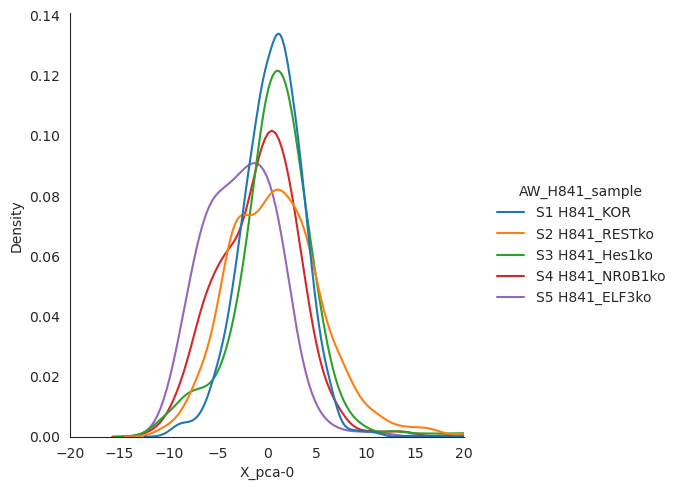 0.14
0.12
0.10
0.08
0.06
0.04
0.02
0.00
Density
−20
−15
−10
−5
0
5
10
15
20
X_pca-0
AW_H841_sample
S1 H841_KOR
S2 H841_RESTko
S3 H841_Hes1ko
S4 H841_NR0B1ko
S5 H841_ELF3ko